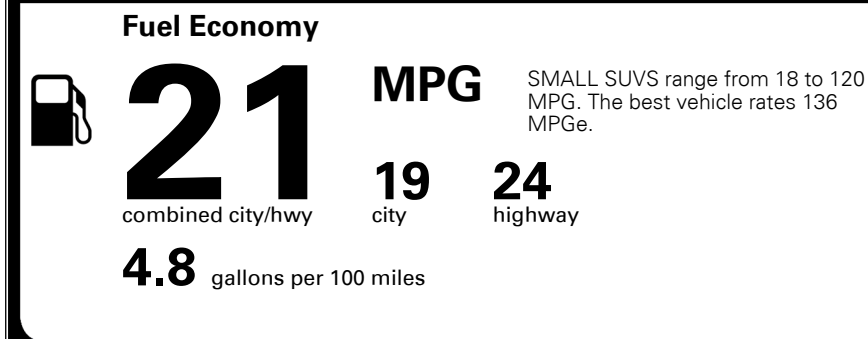 Fuel Economy
21
MPG
SMALL SUVS range from 18 to 120
MPG. The best vehicle rates 136
MPGe.
19
24
combined city/hwy
city
highway
4.8 gallons per 100 miles